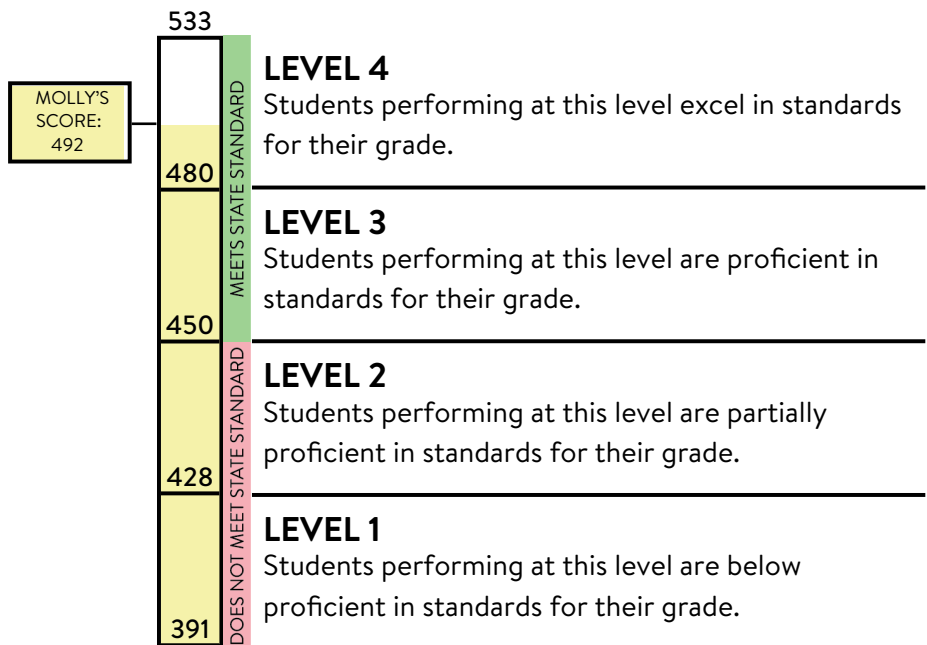 533
MOLLY'S
SCORE:
492
MEETS STATE STANDARD
LEVEL 4
Students performing at this level excel in standards
for their grade.
480
LEVEL 3
Students performing at this level are proficient in
standards for their grade.
450
DOES NOT MEET STATE STANDARD
LEVEL 2
Students performing at this level are partially
proficient in standards for their grade.
428
LEVEL 1
Students performing at this level are below
proficient in standards for their grade.
391